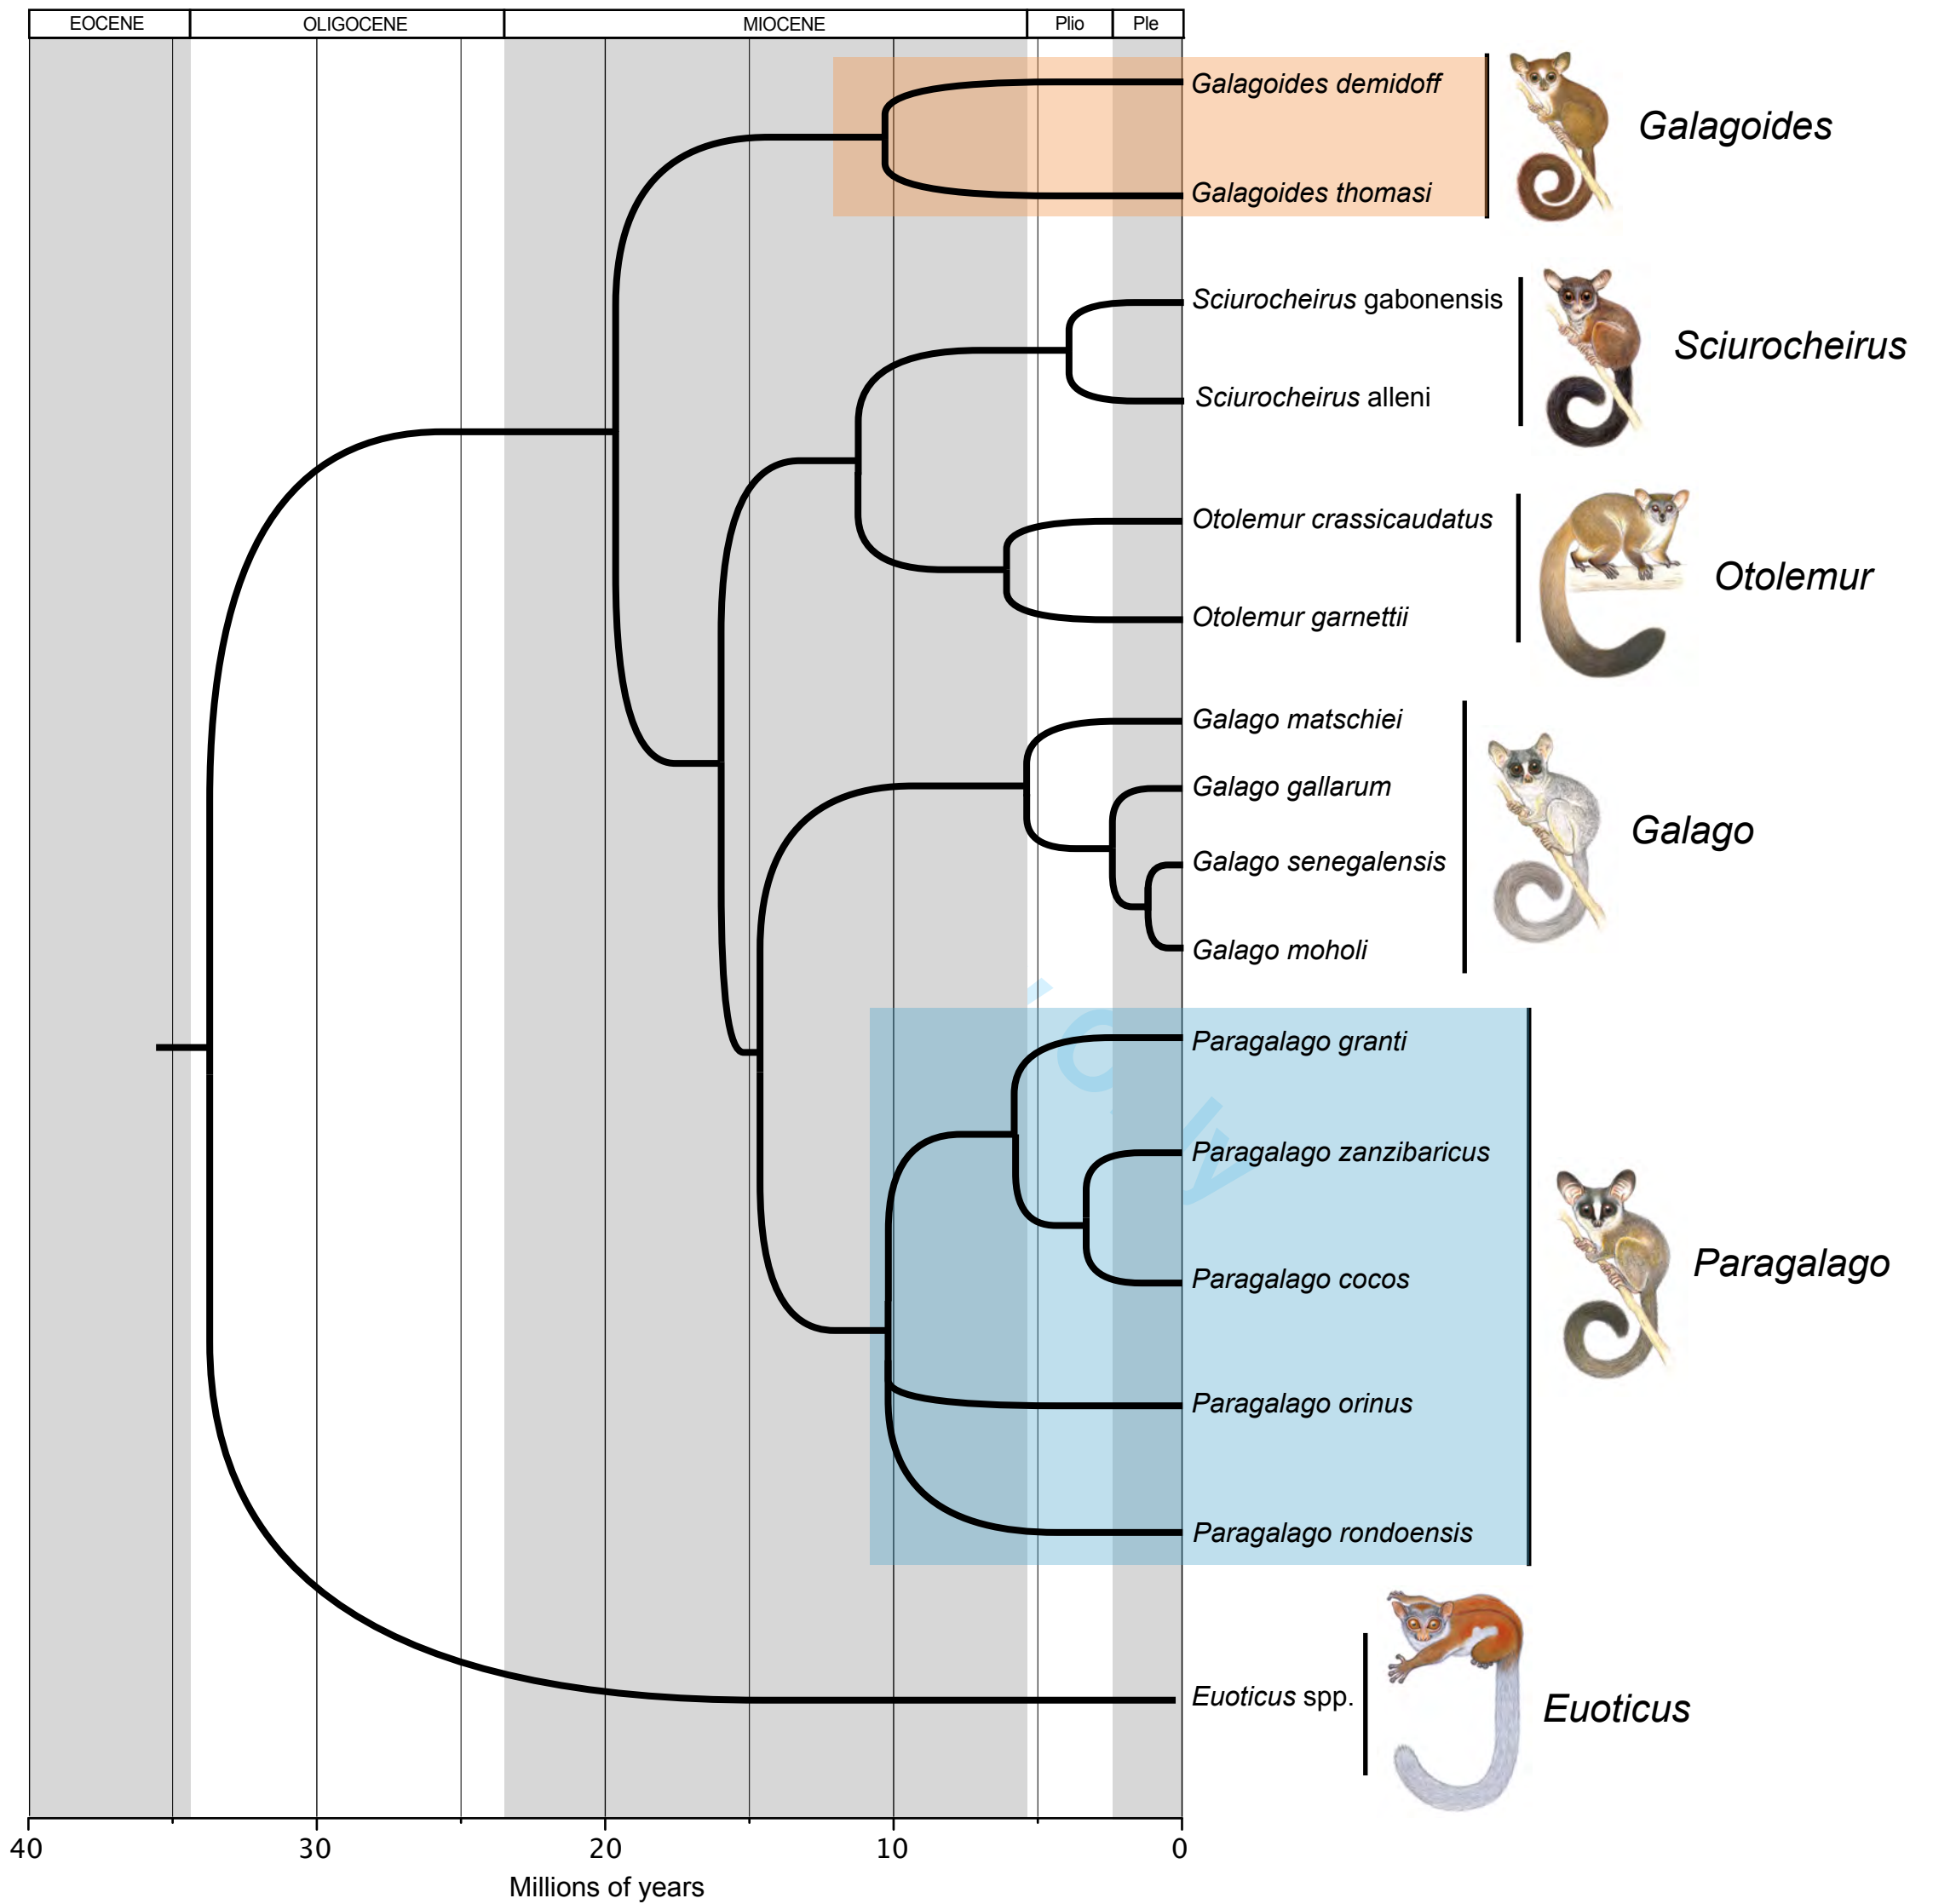 EOCENE OLIGOCENE MIOCENE Plio Ple
Galagoides demidoff
Galagoides
Galagoides thomasi
Sciurocheirus gabonensis
Sciurocheirus
Sciurocheirus alleni
Otolemur crassicaudatus
Otolemur
Otolemur garnettii
Galago matschiei
Galago gallarum
Galago
Galago senegalensis
Galago moholi
Paragalago granti
Paragalago zanzibaricus
Paragalago
Paragalago cocos
Paragalago orinus
Paragalago rondoensis
Euoticus spp.
Euoticus
40 30 20 10 0
Millions of years